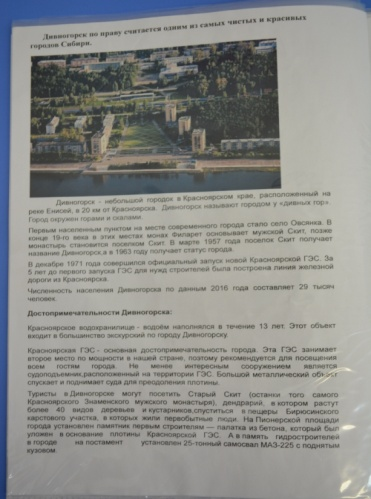 Дивногорск по праву считается одним из самых чистых и красивых
городов Сибири.
Дивногорск - небольшой городок в Красноярском крае, расположенный на
реке Енисей, в 20 км от Красноярска. Дивногорск называют городом у «дивных гор».
Город окружен горами и скалами.
Первым населенным пунктом на месте современного города стало село Овсянка. В
конце 19-го века в этих местах монах Филарет основывает мужской Скит, позже
монастырь становится поселком Скит. В марте 1957 года поселок Скит получает
название Дивногорск,а в 1963 году получает статус города.
В декабре 1971 года совершился официальный запуск новой Красноярской ГЭС. За
5 лет до первого запуска ГЭС для нужд строителей была построена линия железной
дороги из Красноярска.
Численность населения Дивногорска по данным 2016 года составляет 29 тысяч
человек.
Достопримечательности Дивногорска:
Красноярское водохранилище - водоём наполнялся в течение 13 лет. Этот объект
входит в большинство экскурсий по городу Дивногорску.
Красноярская ГЭС - основная достопримечательность города. Эта ГЭС занимает
второе место по мощности в нашей стране, поэтому рекомендуется для посещения
всем гостям города. Не менее интересным сооружением является
судоподъемник,расположенный на территории ГЭС. Большой металлический объект
спускает и поднимает суда для преодоления плотины.
Туристы в Дивногорске могут посетить Старый Скит (останки того самого
Красноярского Знаменского мужского монастыря), дендрарий, в котором растут
более 40 видов деревьев и кустарников,спуститься в пещеры Бирюсинского
карстового участка, в которых жили первобытные люди. На Пионерской площади
города установлен памятник первым строителям — палатка из бетона, который был
уложен в основание плотины Красноярской ГЭС. А в память гидростроителей
в городе на постамент установлен 25-тонный самосвал МАЗ-225 с поднятым
кузовом.